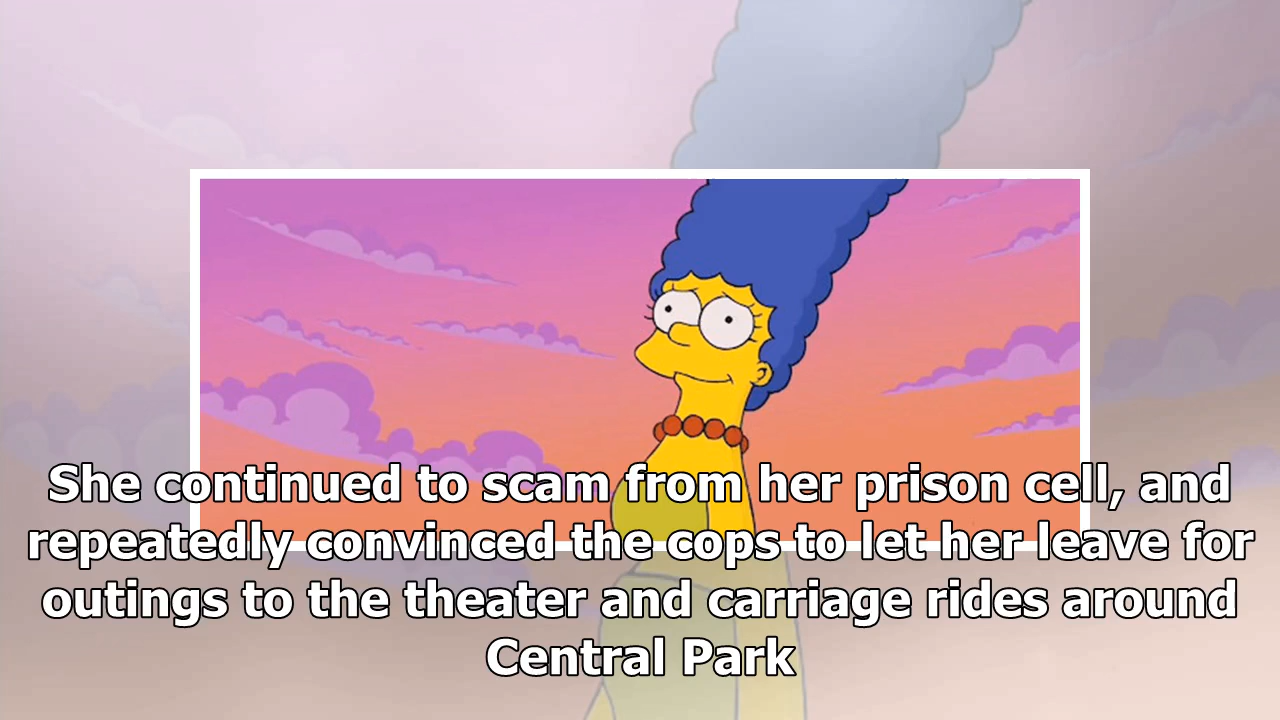 She continued to scam from her prison cell, and
repeatedly convinced the cops to let her leave for
outings to the theater and carriage rides around
Central Park